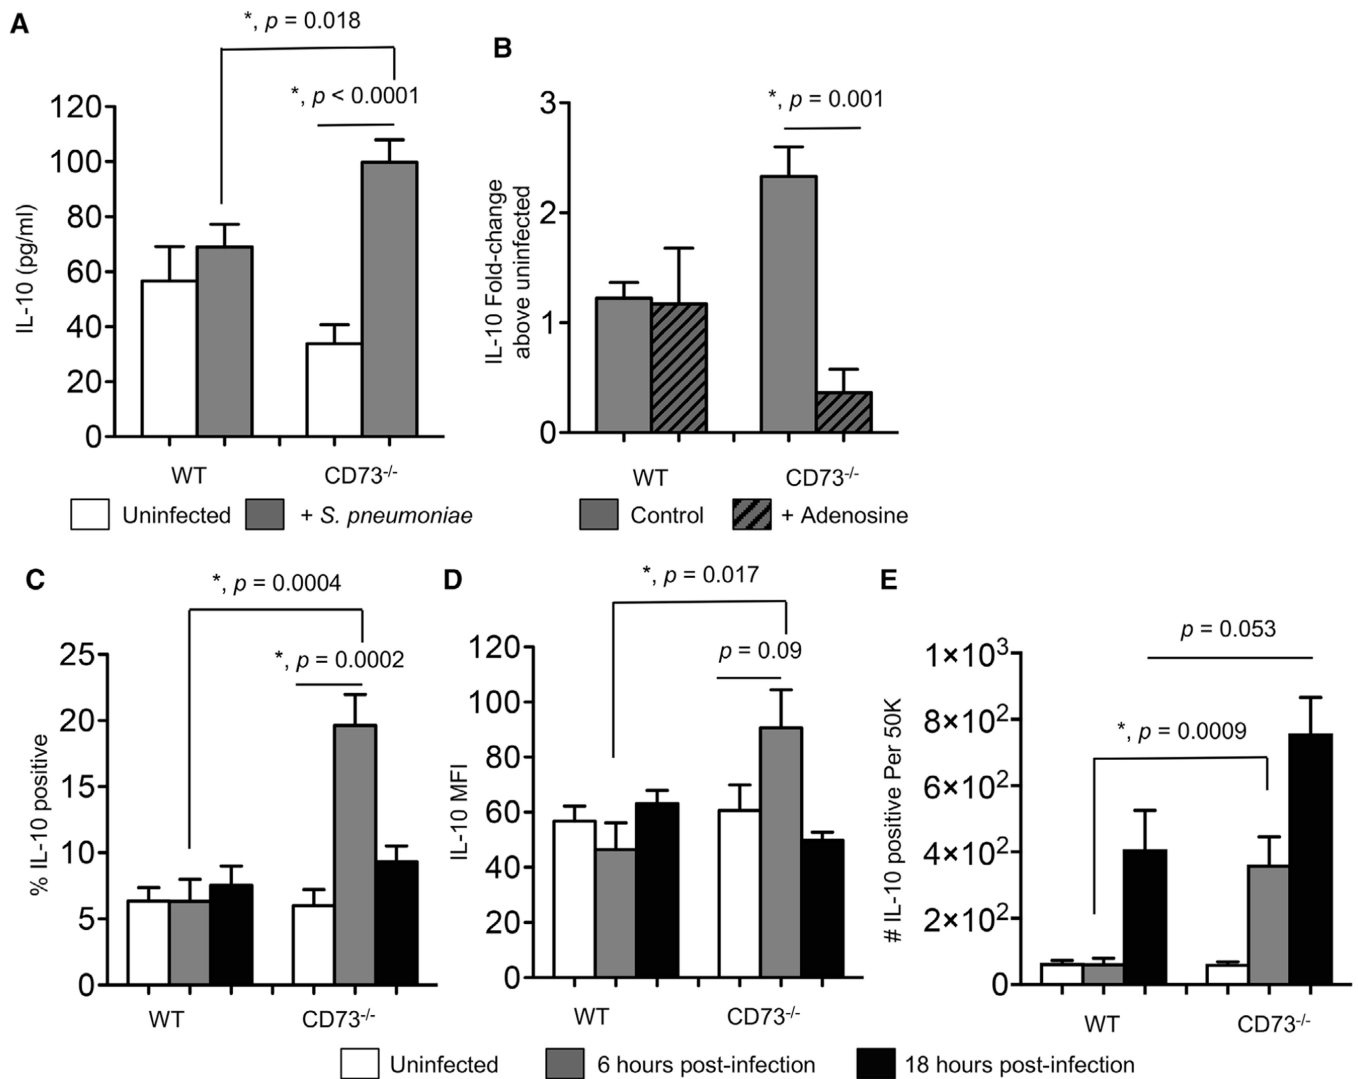 A
*, p = 0.018
*, p < 0.0001
IL-10 (pg/ml)
120
100
80
60
40
20
0
WT
CD73-/-
Uninfected
+ S. pneumoniae
B
*, p = 0.001
IL-10 Fold-change
above uninfected
3
2
1
0
WT
CD73-/-
Control
+ Adenosine
C
*, p = 0.0004
*, p = 0.0002
% IL-10 positive
25
20
15
10
5
0
WT
CD73-/-
D
*, p = 0.017
p = 0.09
IL-10 MFI
120
100
80
60
40
20
0
WT
CD73-/-
E
p = 0.053
*, p = 0.0009
# IL-10 positive Per 50K
1×10³
8×10²
6×10²
4×10²
2×10²
0
WT
CD73-/-
Uninfected
6 hours post-infection
18 hours post-infection